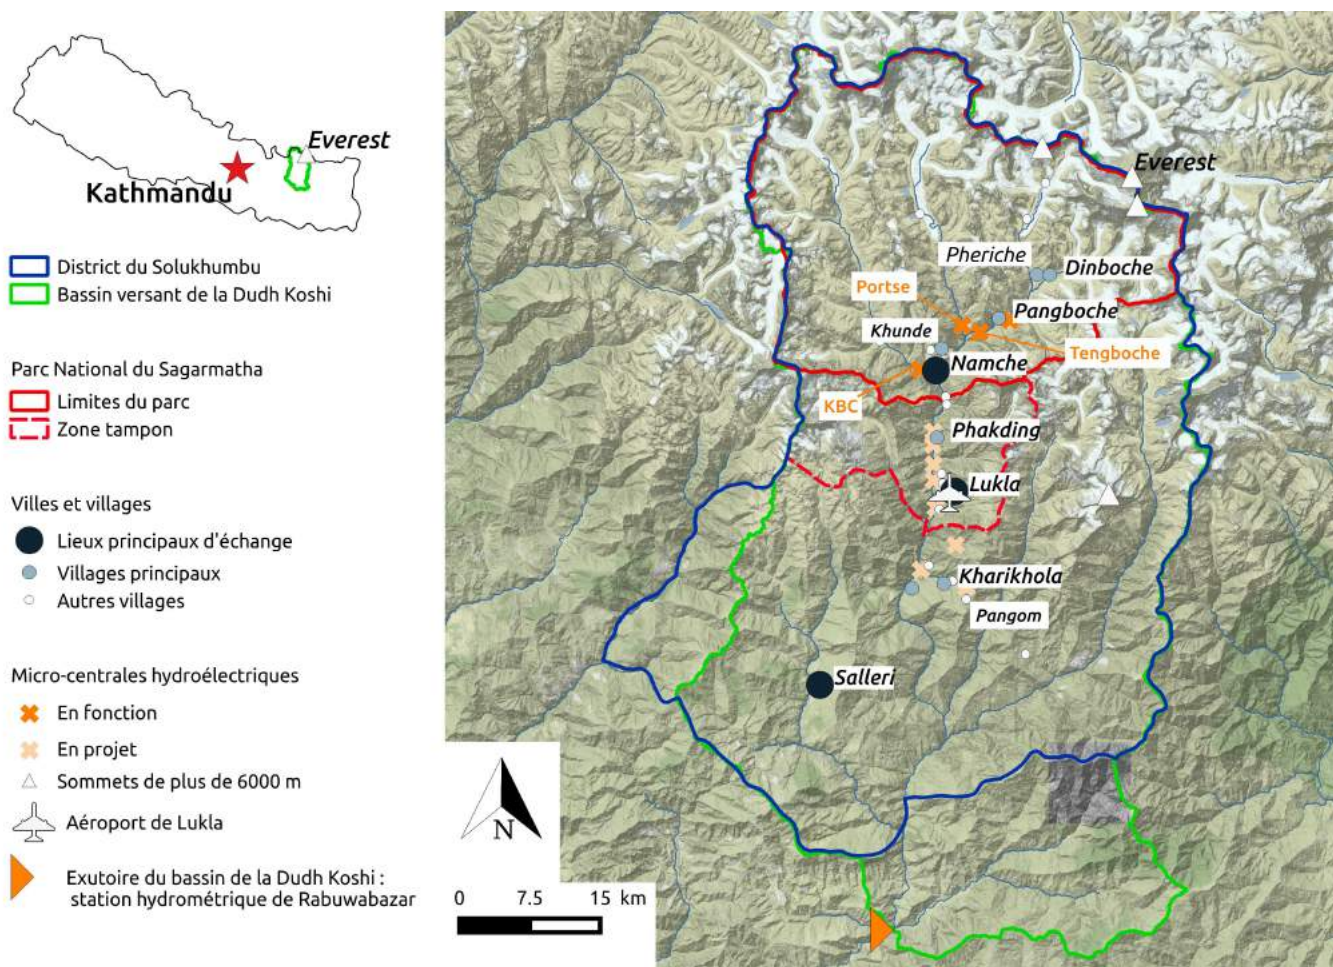 Everest
Kathmandu
District du Solukhumbu
Bassin versant de la Dudh Koshi
Parc National du Sagarmatha
Limites du parc
Zone tampon
Villes et villages
Lieux principaux d'échange
Villages principaux
Autres villages
Micro-centrales hydroélectriques
En fonction
En projet
Sommets de plus de 6000 m
Aéroport de Lukla
Exutoire du bassin de la Dudh Koshi :
station hydrométrique de Rabuwabazar
Everest
Pheriche
Dinboche
Portse
Pangboche
Khunde
Tengboche
Namche
KBC
Phakding
Lukla
Kharikhola
Pangom
Salleri
N
0 7.5 15 km